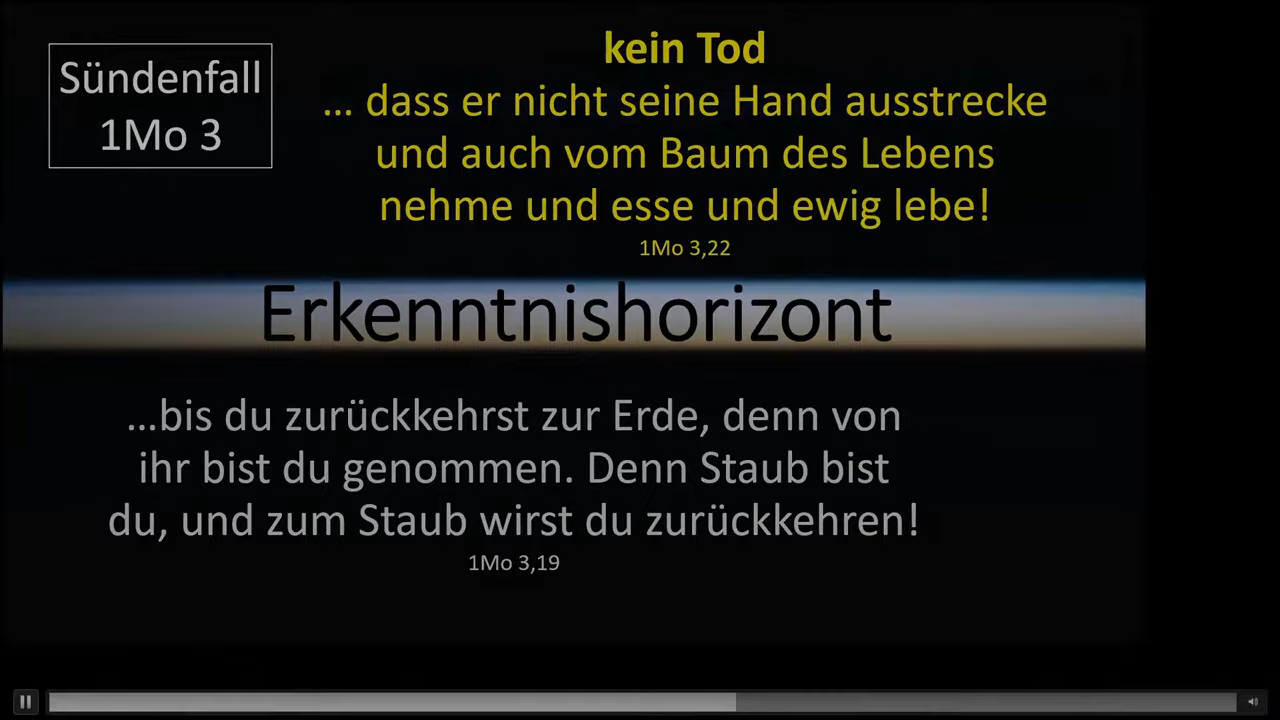 Sündenfall
1Mo 3
kein Tod
... dass er nicht seine Hand ausstrecke
und auch vom Baum des Lebens
nehme und esse und ewig lebe!
1Mo 3,22
Erkenntnishorizont
...bis du zurückkehrst zur Erde, denn von
ihr bist du genommen. Denn Staub bist
du, und zum Staub wirst du zurückkehren!
1Mo 3,19